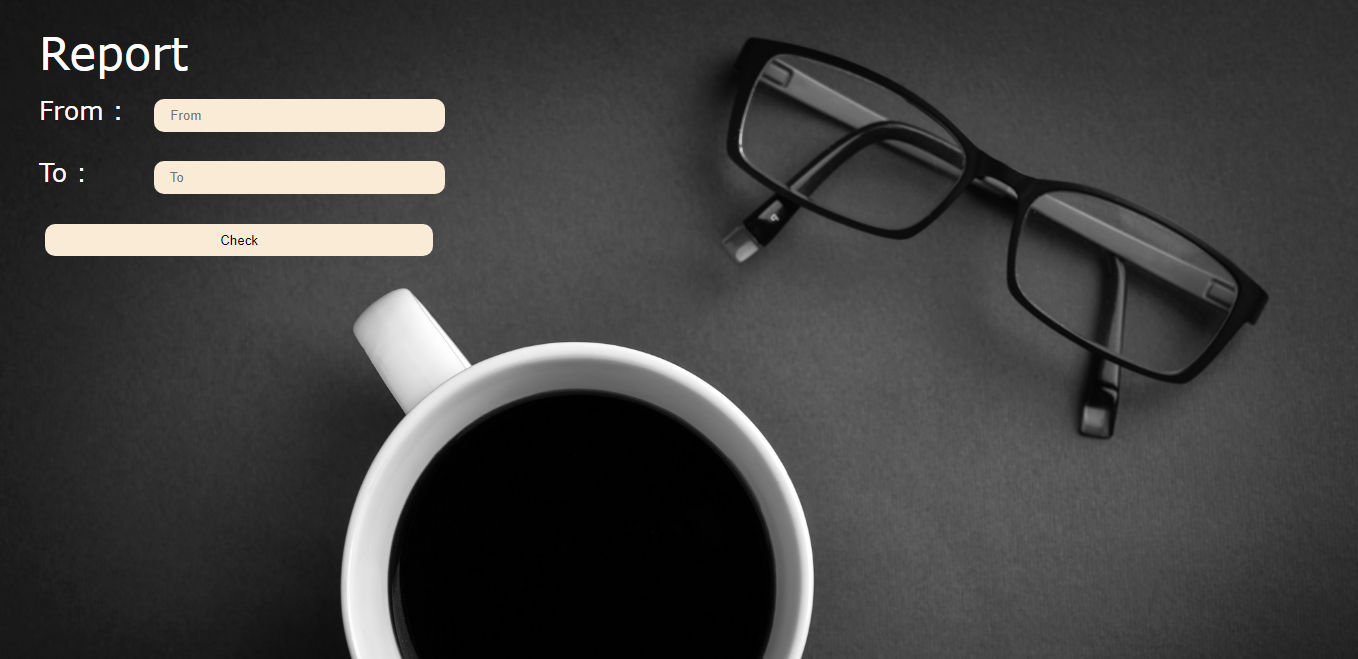 Report
From : From
To : To
Check